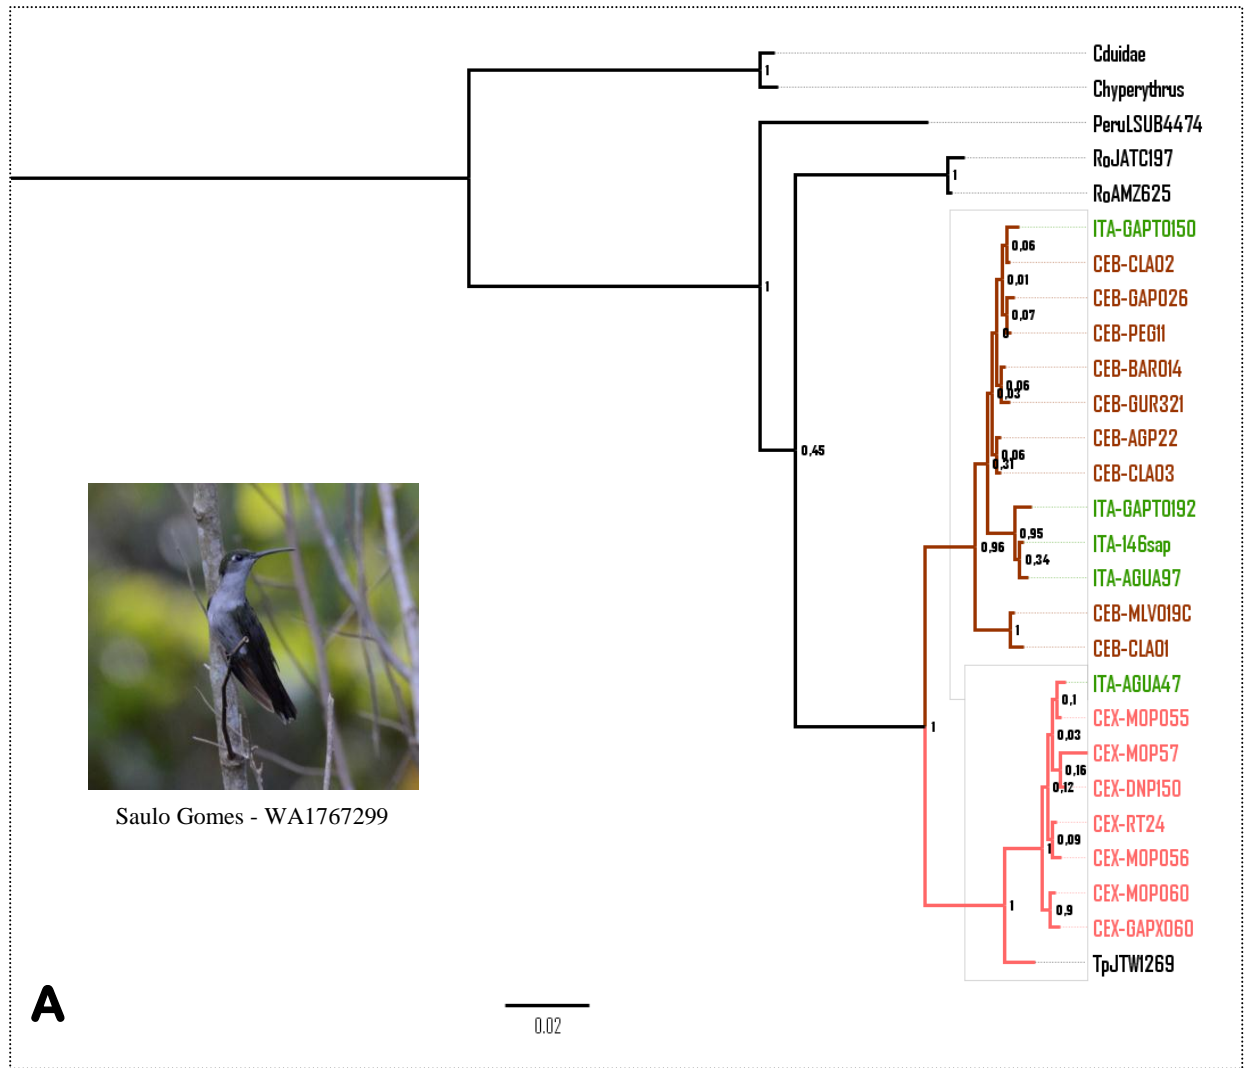 Cduidae
1
Chyperythrus
PeruLSUB4474
RoJATC197
1
RoAMZ625
ITA-GAPTO150
0,06
CEB-CLA02
0,01
CEB-GAP026
0,07
0
CEB-PEG11
CEB-BAR014
0,06
0,03
CEB-GUR321
CEB-AGP22
0,06
0,31
CEB-CLA03
ITA-GAPTO192
0,95
ITA-146sap
0,96
0,34
ITA-AGUA97
CEB-MLV019C
1
CEB-CLA01
1
0,45
ITA-AGUA47
0,1
CEX-MOP055
1
0,03
CEX-MOP57
0,16
0,12
CEX-DNP150
CEX-RT24
0,09
1
CEX-MOP056
CEX-MOP060
1
0,9
CEX-GAPX060
TpJTW1269
Saulo Gomes - WA1767299
A
0.02